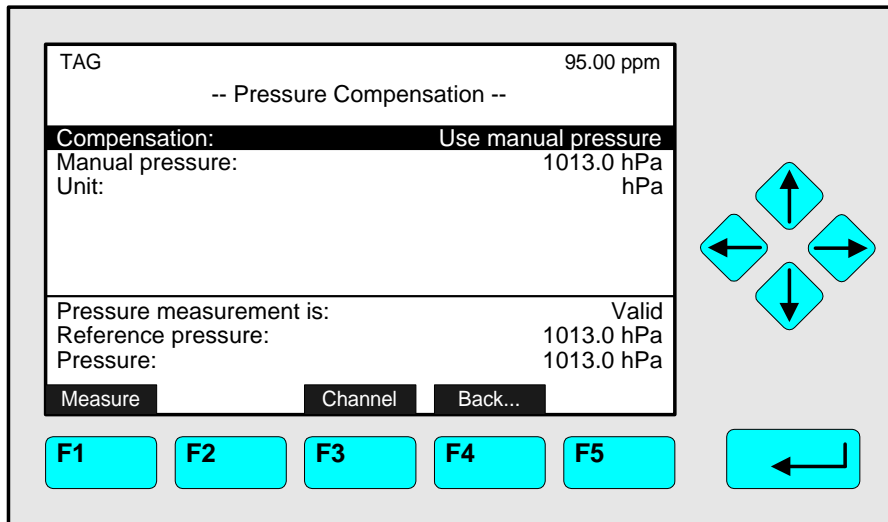 TAG 95.00 ppm
-- Pressure Compensation --
Compensation: Use manual pressure
Manual pressure: 1013.0 hPa
Unit: hPa
Pressure measurement is: Valid
Reference pressure: 1013.0 hPa
Pressure: 1013.0 hPa
Measure Channel Back...
F1 F2 F3 F4 F5